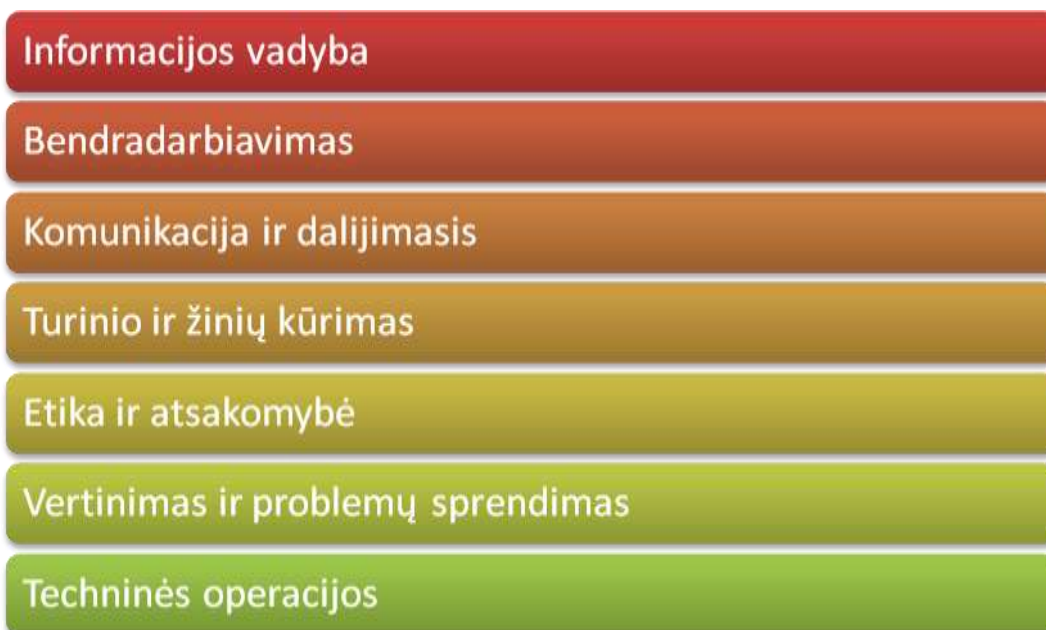 Informacijos vadyba
Bendradarbiavimas
Komunikacija ir dalijimasis
Turinio ir žinių kūrimas
Etika ir atsakomybė
Vertinimas ir problemų sprendimas
Techninės operacijos